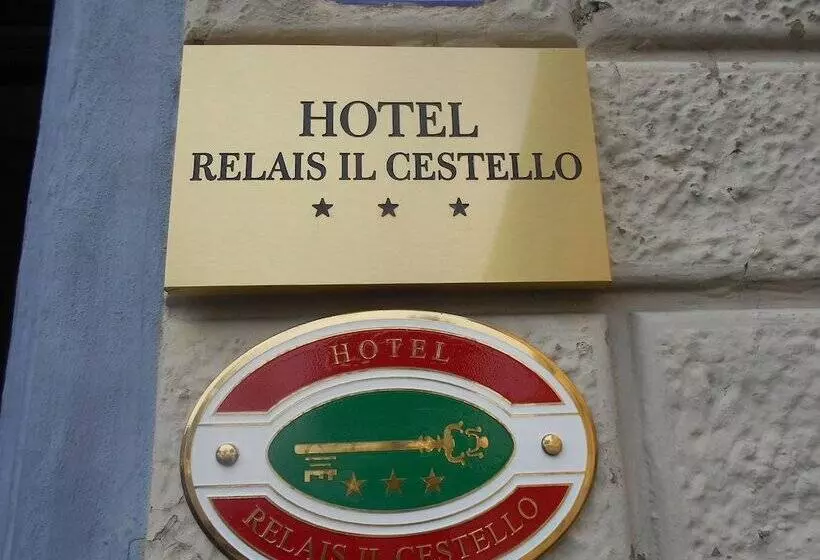 HOTEL
RELAIS IL CESTELLO
★ ★ ★
HOTEL
★ ★ ★
RELAIS IL CESTELLO